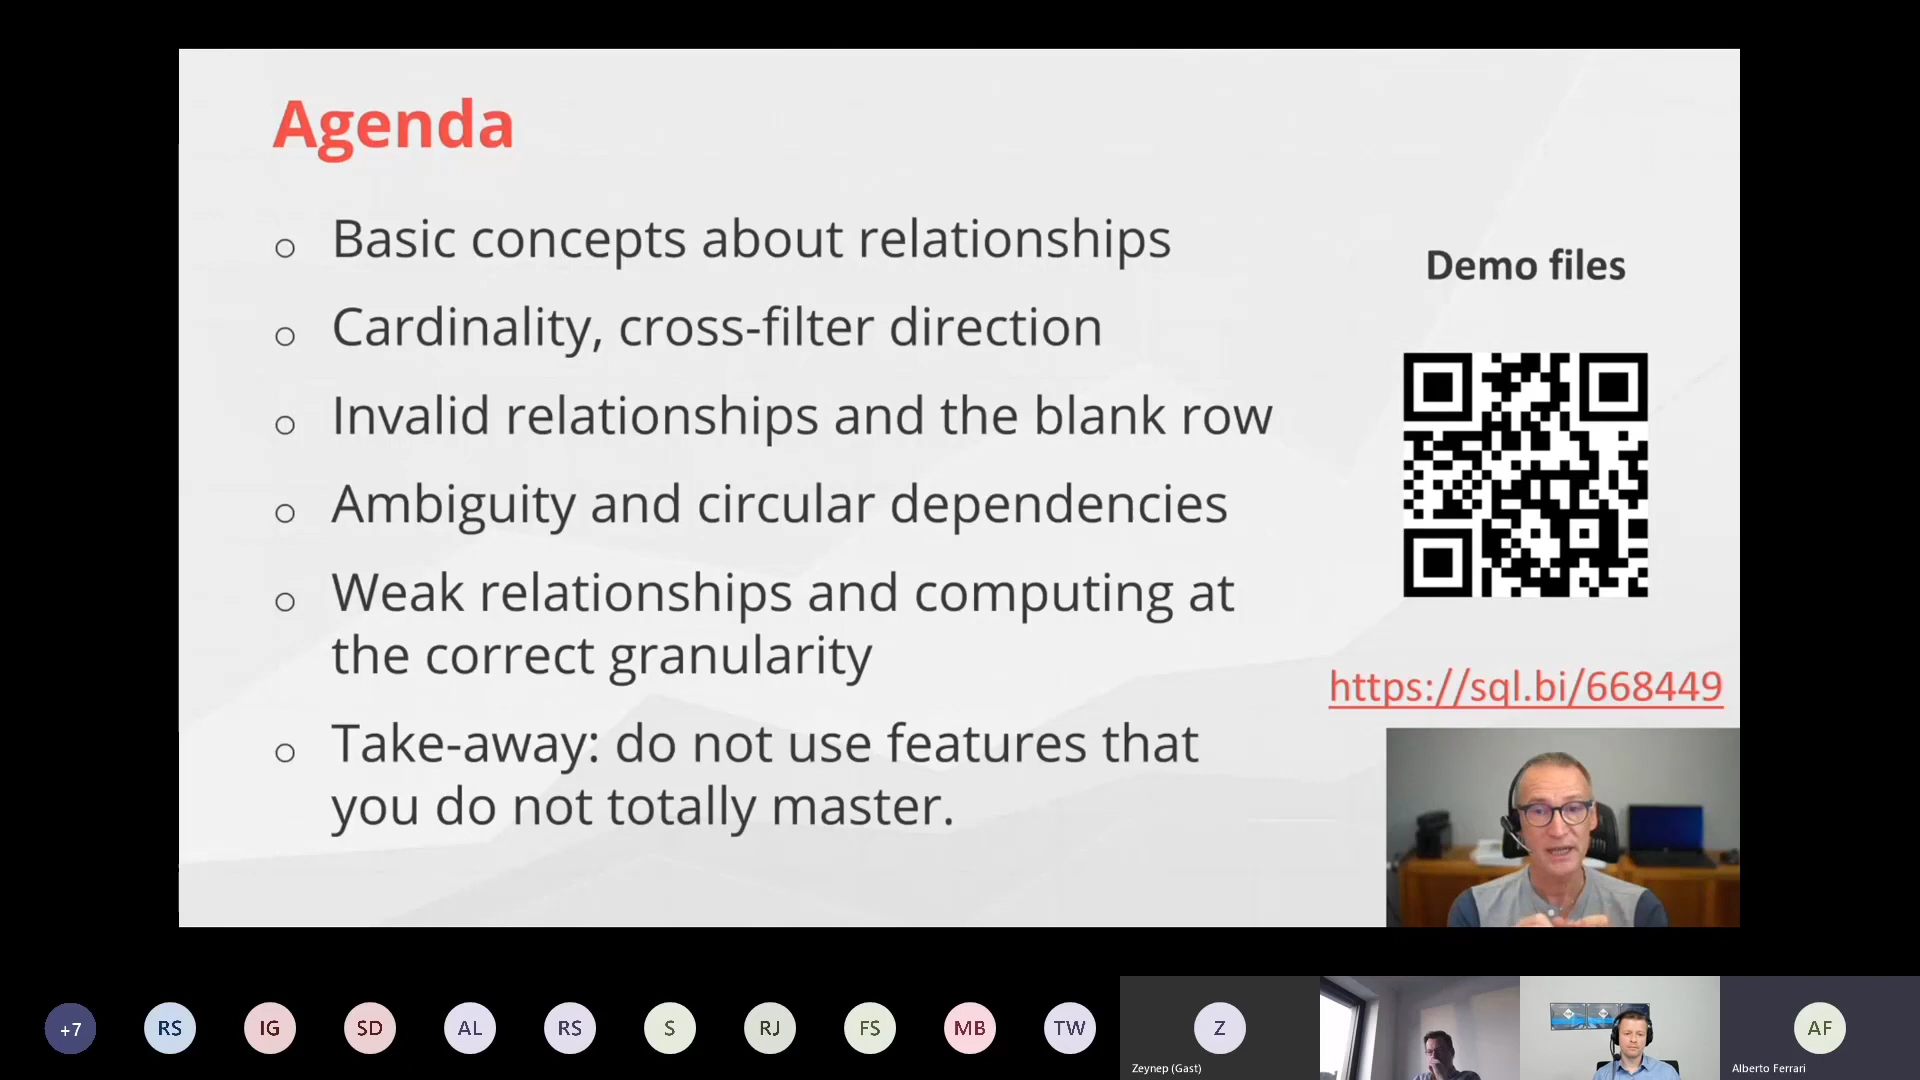 Agenda
Basic concepts about relationships
Cardinality, cross-filter direction
Invalid relationships and the blank row
Ambiguity and circular dependencies
Weak relationships and computing at
the correct granularity
Take-away: do not use features that
you do not totally master.
Demo files
https://sql.bi/668449
+7
RS
IG
SD
AL
RS
S
RJ
FS
MB
TW
Z
Zeynep (Gast)
AF
Alberto Ferrari